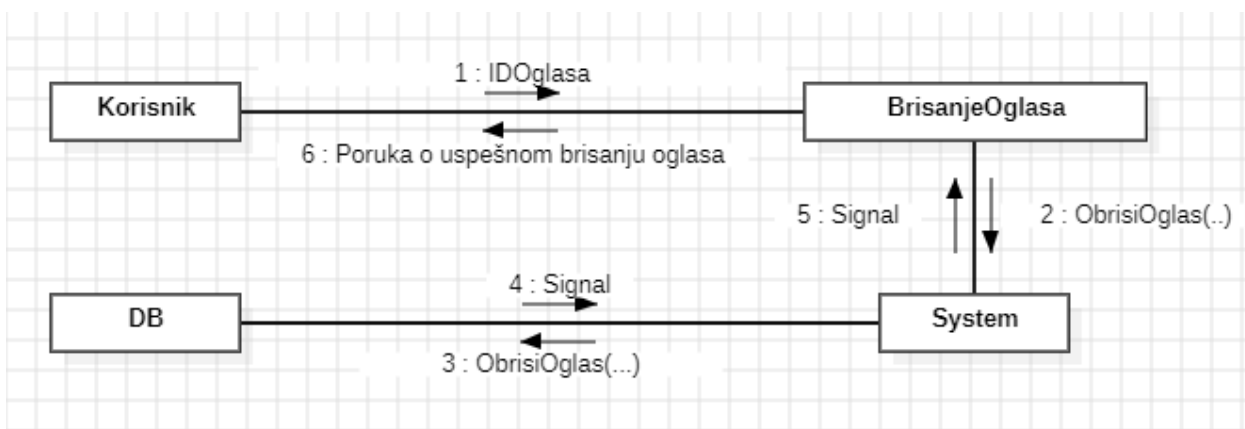 1 : IDOglasa
Korisnik
BrisanjeOglasa
6 : Poruka o uspešnom brisanju oglasa
5 : Signal
2 : ObrisiOglas(..)
4 : Signal
DB
System
3 : ObrisiOglas(...)